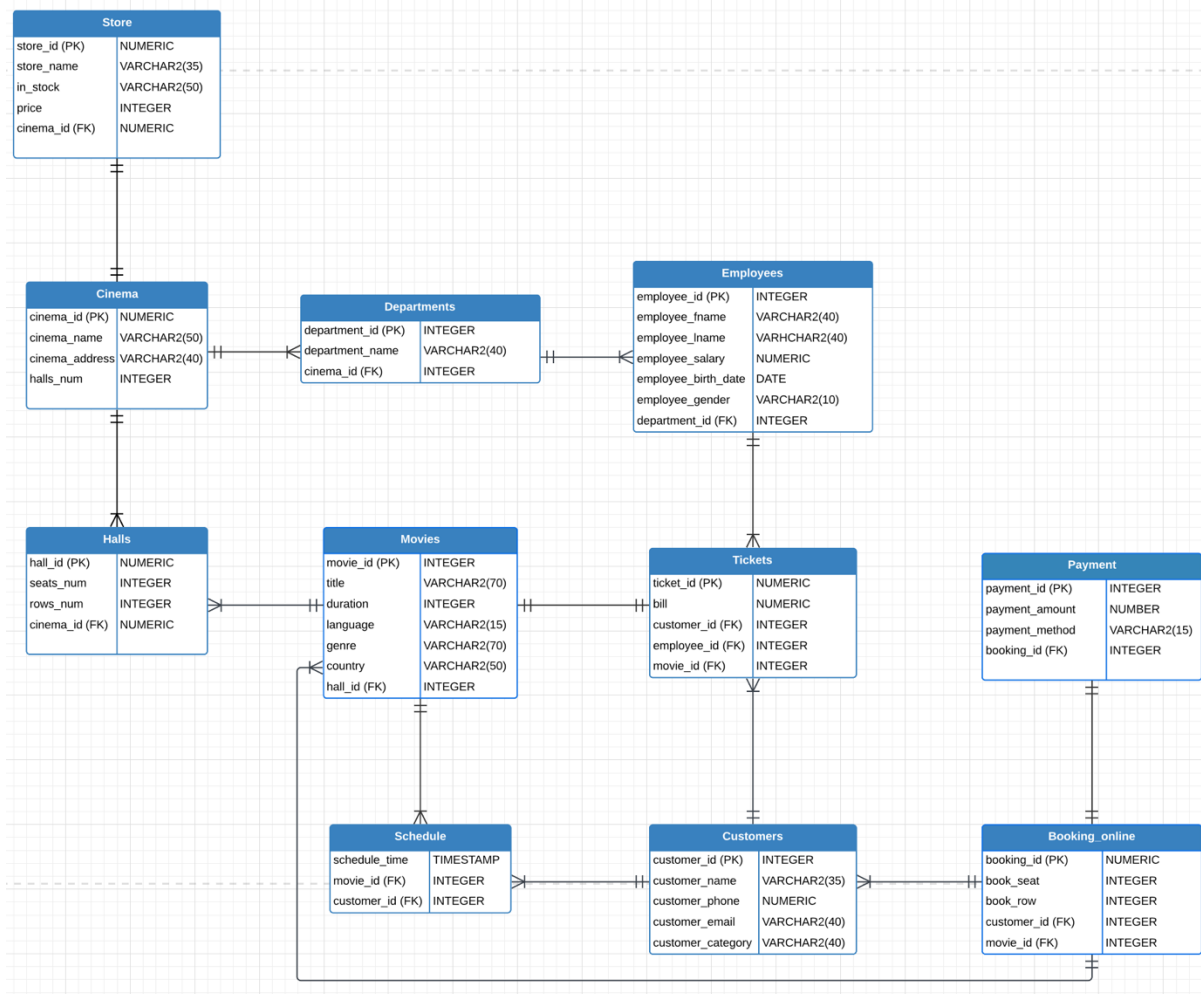 Store
store_id (PK) NUMERIC
store_name VARCHAR2(35)
in_stock VARCHAR2(50)
price INTEGER
cinema_id (FK) NUMERIC
Cinema
cinema_id (PK) NUMERIC
cinema_name VARCHAR2(50)
cinema_address VARCHAR2(40)
halls_num INTEGER
Departments
department_id (PK) INTEGER
department_name VARCHAR2(40)
cinema_id (FK) INTEGER
Employees
employee_id (PK) INTEGER
employee_fname VARCHAR2(40)
employee_lname VARHCHAR2(40)
employee_salary NUMERIC
employee_birth_date DATE
employee_gender VARCHAR2(10)
department_id (FK) INTEGER
Halls
hall_id (PK) NUMERIC
seats_num INTEGER
rows_num INTEGER
cinema_id (FK) NUMERIC
Movies
movie_id (PK) INTEGER
title VARCHAR2(70)
duration INTEGER
language VARCHAR2(15)
genre VARCHAR2(70)
country VARCHAR2(50)
hall_id (FK) INTEGER
Tickets
ticket_id (PK) NUMERIC
bill NUMERIC
customer_id (FK) INTEGER
employee_id (FK) INTEGER
movie_id (FK) INTEGER
Payment
payment_id (PK) INTEGER
payment_amount NUMBER
payment_method VARCHAR2(15)
booking_id (FK) INTEGER
Schedule
schedule_time TIMESTAMP
movie_id (FK) INTEGER
customer_id (FK) INTEGER
Customers
customer_id (PK) INTEGER
customer_name VARCHAR2(35)
customer_phone NUMERIC
customer_email VARCHAR2(40)
customer_category VARCHAR2(40)
Booking_online
booking_id (PK) NUMERIC
book_seat INTEGER
book_row INTEGER
customer_id (FK) INTEGER
movie_id (FK) INTEGER